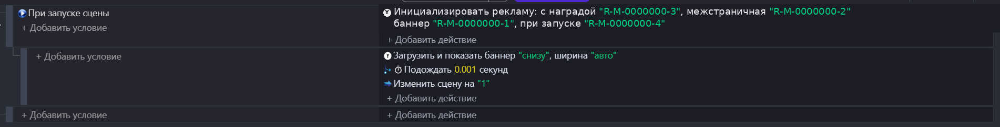 При запуске сцены
+ Добавить условие
Инициализировать рекламу: с наградой "R-M-0000000-3", межстраничная "R-M-0000000-2"
баннер "R-M-0000000-1", при запуске "R-M-0000000-4"
+ Добавить действие
+ Добавить условие
Загрузить и показать баннер "снизу", ширина "авто"
Подождать 0.001 секунд
Изменить сцену на "1"
+ Добавить действие
+ Добавить условие
+ Добавить действие